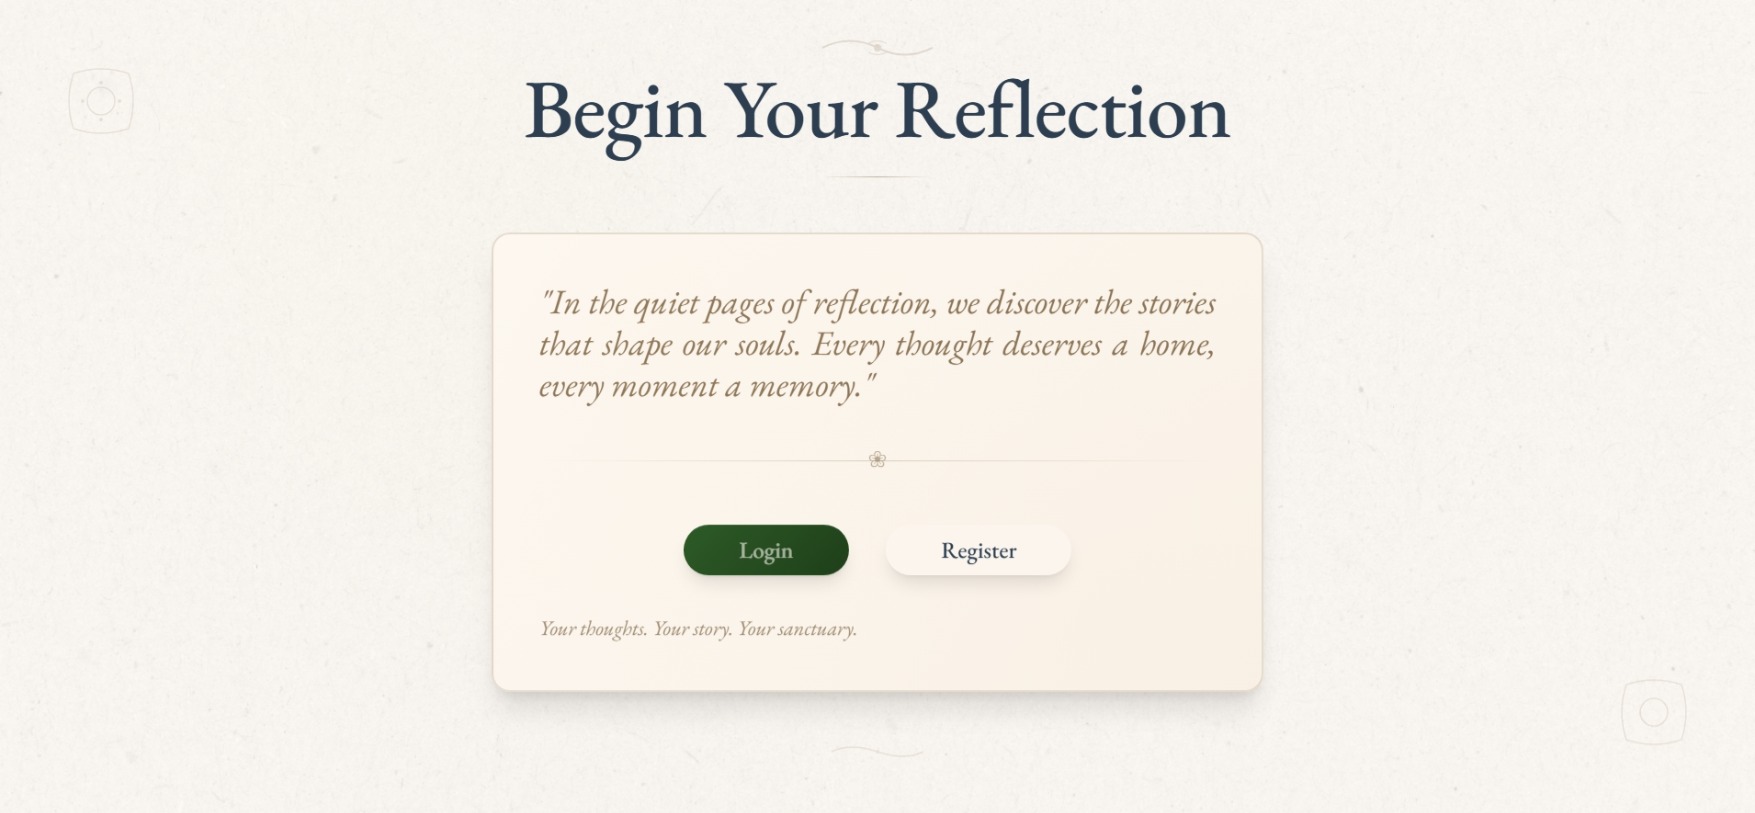 Begin Your Reflection
"In the quiet pages of reflection, we discover the stories
that shape our souls. Every thought deserves a home,
every moment a memory."
Login
Register
Your thoughts. Your story. Your sanctuary.